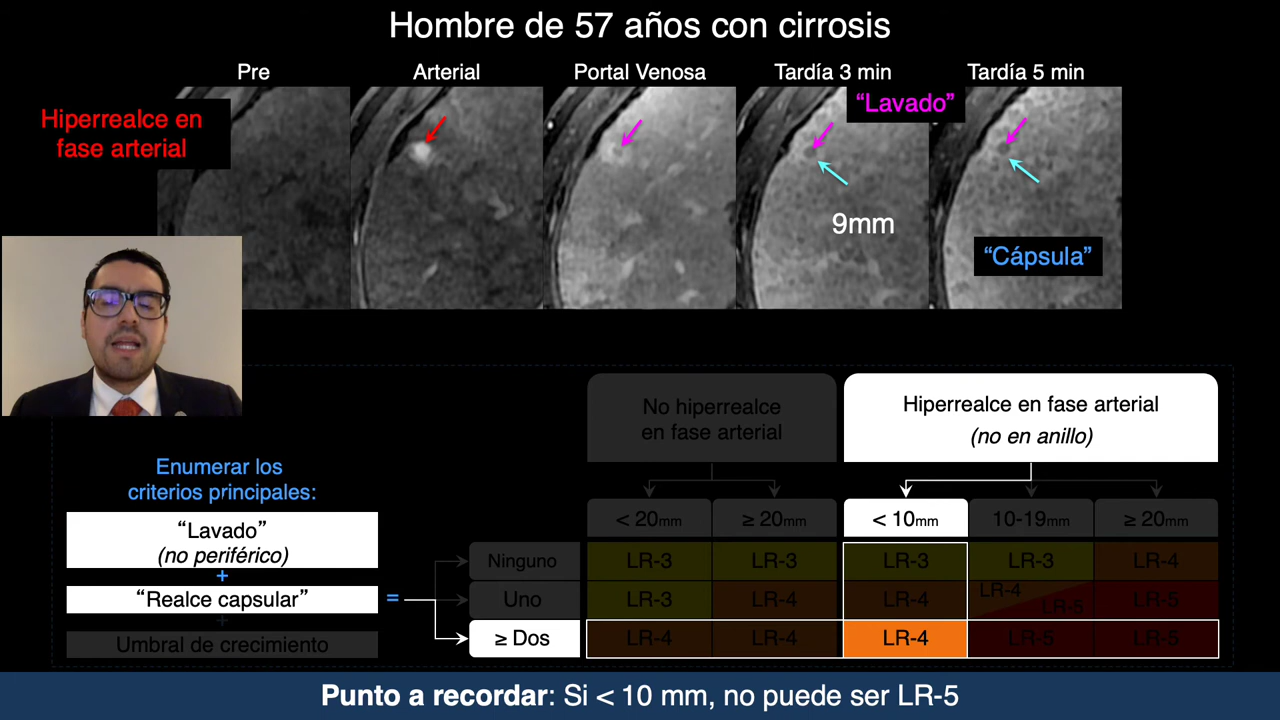 Hombre de 57 años con cirrosis
Pre
Arterial
Portal Venosa
Tardía 3 min
Tardía 5 min
Hiperrealce en
fase arterial
“Lavado”
9mm
“Cápsula”
No hiperrealce
en fase arterial
Hiperrealce en fase arterial
(no en anillo)
Enumerar los
criterios principales:
“Lavado”
(no periférico)
+
“Realce capsular”
+
Umbral de crecimiento
=
< 20mm
≥ 20mm
< 10mm
10-19mm
≥ 20mm
Ninguno
LR-3
LR-3
LR-3
LR-3
LR-4
Uno
LR-3
LR-4
LR-4
LR-4
LR-5
LR-5
≥ Dos
LR-4
LR-4
LR-4
LR-5
LR-5
Punto a recordar: Si < 10 mm, no puede ser LR-5